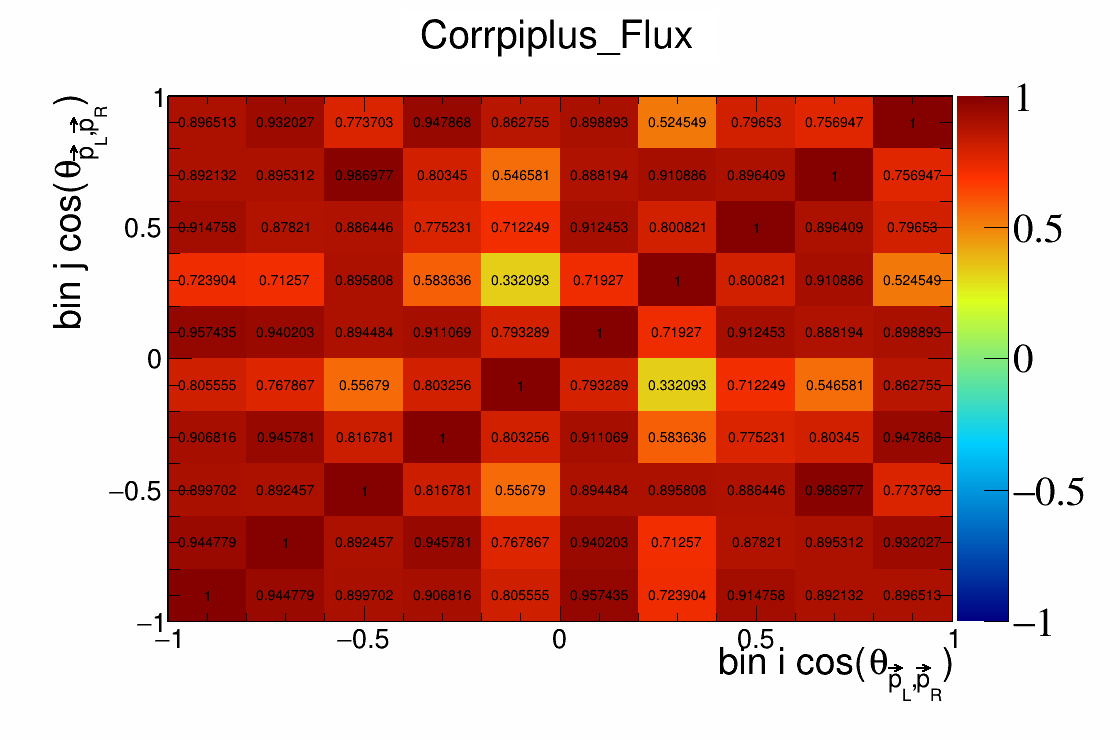 Corrpiplus_Flux
bin j cos(θ p⃗L,p⃗R)
1
0.896513 0.932027 0.773703 0.947868 0.862755 0.898893 0.524549 0.79653 0.756947 1
0.892132 0.895312 0.986977 0.80345 0.546581 0.888194 0.910886 0.896409 1 0.756947
0.5
0.914758 0.87821 0.886446 0.775231 0.712249 0.912453 0.800821 1 0.896409 0.79653
0.723904 0.71257 0.895808 0.583636 0.332093 0.71927 1 0.800821 0.910886 0.524549
0.957435 0.940203 0.894484 0.911069 0.793289 1 0.71927 0.912453 0.888194 0.898893
0
0.805555 0.767867 0.55679 0.803256 1 0.793289 0.332093 0.712249 0.546581 0.862755
0.906816 0.945781 0.816781 1 0.803256 0.911069 0.583636 0.775231 0.80345 0.947868
−0.5
0.899702 0.892457 1 0.816781 0.55679 0.894484 0.895808 0.886446 0.986977 0.773703
0.944779 1 0.892457 0.945781 0.767867 0.940203 0.71257 0.87821 0.895312 0.932027
1 0.944779 0.899702 0.906816 0.805555 0.957435 0.723904 0.914758 0.892132 0.896513
−1
−1 −0.5 0 0.5 1
bin i cos(θ p⃗L,p⃗R)
1
0.5
0
−0.5
−1